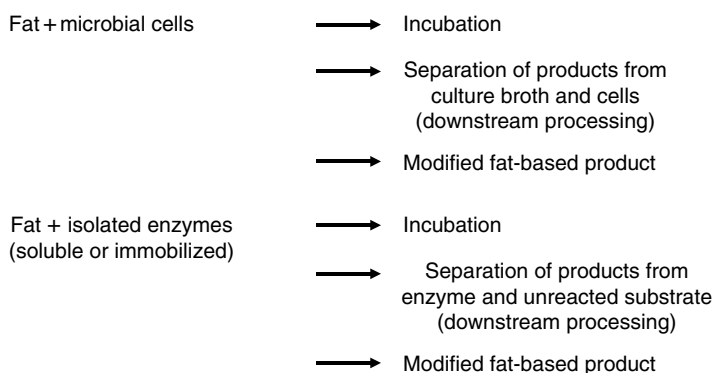 Fat + microbial cells
Incubation
Separation of products from
culture broth and cells
(downstream processing)
Modified fat-based product
Fat + isolated enzymes
(soluble or immobilized)
Incubation
Separation of products from
enzyme and unreacted substrate
(downstream processing)
Modified fat-based product